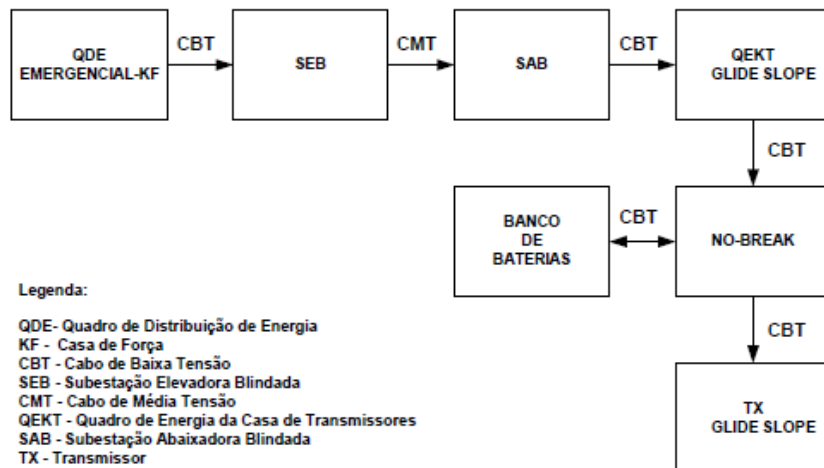 QDE
EMERGENCIAL-KF
CBT
SEB
CMT
SAB
CBT
QEKT
GLIDE SLOPE
CBT
BANCO
DE
BATERIAS
CBT
NO-BREAK
CBT
TX
GLIDE SLOPE
Legenda:
QDE- Quadro de Distribuição de Energia
KF - Casa de Força
CBT - Cabo de Baixa Tensão
SEB - Subestação Elevadora Blindada
CMT - Cabo de Média Tensão
QEKT - Quadro de Energia da Casa de Transmissores
SAB - Subestação Abaixadora Blindada
TX - Transmissor